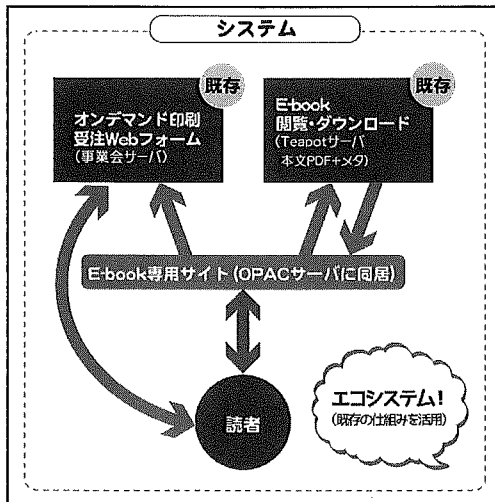 システム
既存
オンデマンド印刷
受注Webフォーム
(事業会サーバ)
既存
E-book
閲覧・ダウンロード
(Teapotサーバ
本文PDF+メタ)
E-book専用サイト(OPACサーバに同居)
読者
エコシステム!
(既存の仕組みを活用)